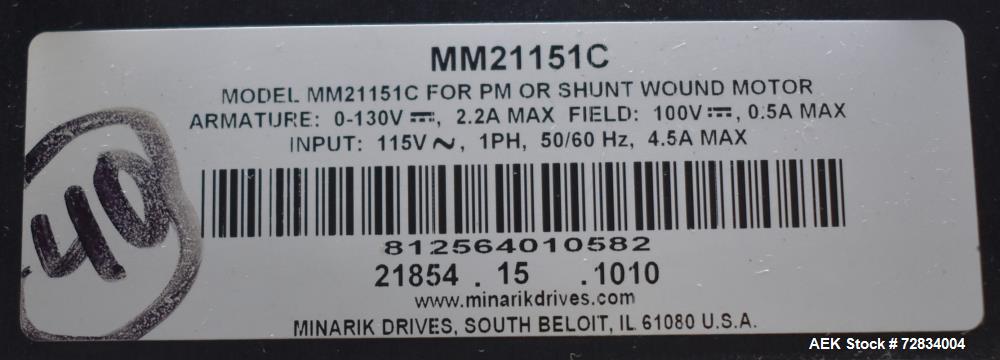 MM21151C
MODEL MM21151C FOR PM OR SHUNT WOUND MOTOR
ARMATURE: 0-130V ⎓, 2.2A MAX FIELD: 100V ⎓, 0.5A MAX
INPUT: 115V ~, 1PH, 50/60 Hz, 4.5A MAX
40
812564010582
21854 . 15 .1010
www.minarikdrives.com
MINARIK DRIVES, SOUTH BELOIT, IL 61080 U.S.A.
AEK Stock # 72834004